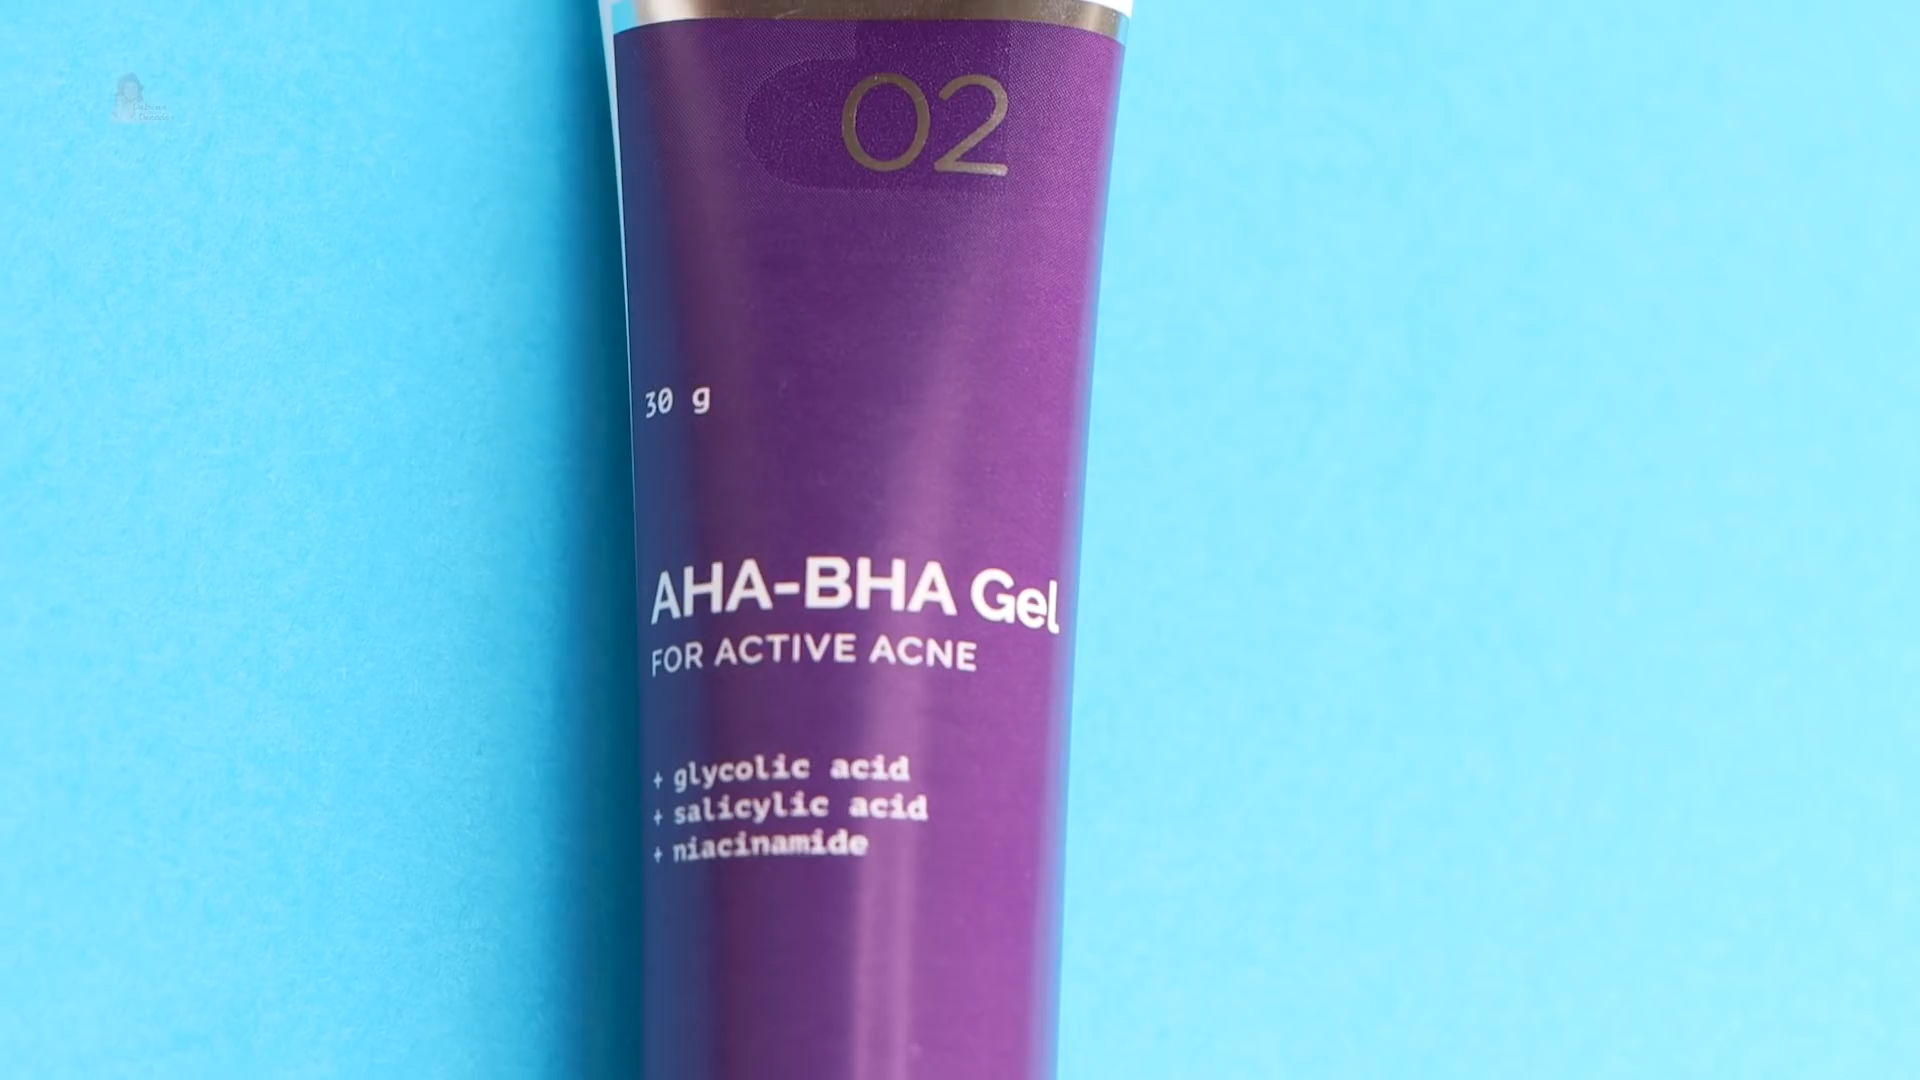 02
30 g
AHA-BHA Gel
FOR ACTIVE ACNE
+ glycolic acid
+ salicylic acid
+ niacinamide